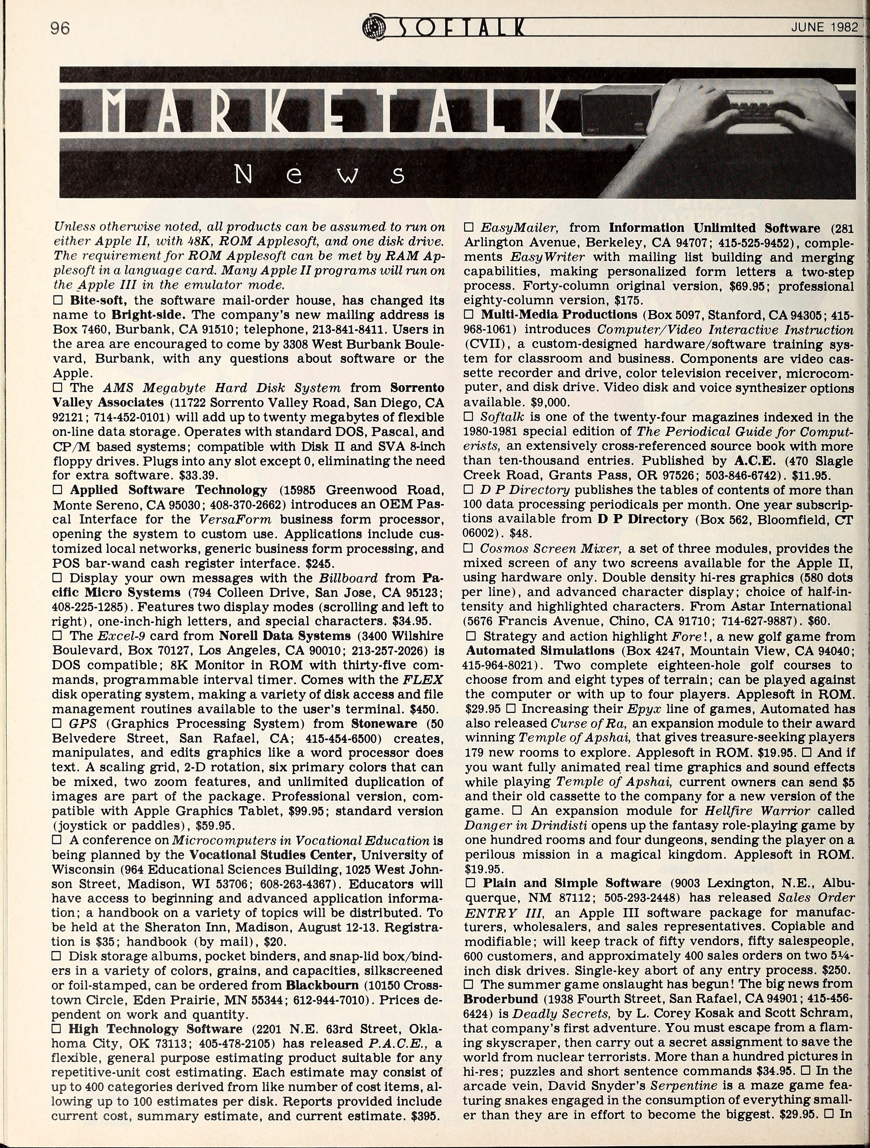 96
SOFTALK
JUNE 1982
MARKETALK
News
Unless otherwise noted, all products can be assumed to run on
either Apple II, with 48K, ROM Applesoft, and one disk drive.
The requirement for ROM Applesoft can be met by RAM Ap-
plesoft in a language card. Many Apple II programs will run on
the Apple III in the emulator mode.
□ Bite-soft, the software mail-order house, has changed its
name to Bright-side. The company's new mailing address is
Box 7460, Burbank, CA 91510; telephone, 213-841-8411. Users in
the area are encouraged to come by 3308 West Burbank Boule-
vard, Burbank, with any questions about software or the
Apple.
□ The AMS Megabyte Hard Disk System from Sorrento
Valley Associates (11722 Sorrento Valley Road, San Diego, CA
92121; 714-452-0101) will add up to twenty megabytes of flexible
on-line data storage. Operates with standard DOS, Pascal, and
CP/M based systems; compatible with Disk II and SVA 8-inch
floppy drives. Plugs into any slot except 0, eliminating the need
for extra software. $33.39.
□ Applied Software Technology (15985 Greenwood Road,
Monte Sereno, CA 95030; 408-370-2662) introduces an OEM Pas-
cal Interface for the VersaForm business form processor,
opening the system to custom use. Applications include cus-
tomized local networks, generic business form processing, and
POS bar-wand cash register interface. $245.
□ Display your own messages with the Billboard from Pa-
cific Micro Systems (794 Colleen Drive, San Jose, CA 95123;
408-225-1285). Features two display modes (scrolling and left to
right), one-inch-high letters, and special characters. $34.95.
□ The Excel-9 card from Norell Data Systems (3400 Wilshire
Boulevard, Box 70127, Los Angeles, CA 90010; 213-257-2026) is
DOS compatible; 8K Monitor in ROM with thirty-five com-
mands, programmable interval timer. Comes with the FLEX
disk operating system, making a variety of disk access and file
management routines available to the user's terminal. $450.
□ GPS (Graphics Processing System) from Stoneware (50
Belvedere Street, San Rafael, CA; 415-454-6500) creates,
manipulates, and edits graphics like a word processor does
text. A scaling grid, 2-D rotation, six primary colors that can
be mixed, two zoom features, and unlimited duplication of
images are part of the package. Professional version, com-
patible with Apple Graphics Tablet, $99.95; standard version
(joystick or paddles), $59.95.
□ A conference on Microcomputers in Vocational Education is
being planned by the Vocational Studies Center, University of
Wisconsin (964 Educational Sciences Building, 1025 West John-
son Street, Madison, WI 53706; 608-263-4367). Educators will
have access to beginning and advanced application informa-
tion; a handbook on a variety of topics will be distributed. To
be held at the Sheraton Inn, Madison, August 12-13. Registra-
tion is $35; handbook (by mail), $20.
□ Disk storage albums, pocket binders, and snap-lid box/bind-
ers in a variety of colors, grains, and capacities, silkscreened
or foil-stamped, can be ordered from Blackbourn (10150 Cross-
town Circle, Eden Prairie, MN 55344; 612-944-7010). Prices de-
pendent on work and quantity.
□ High Technology Software (2201 N.E. 63rd Street, Okla-
homa City, OK 73113; 405-478-2105) has released P.A.C.E., a
flexible, general purpose estimating product suitable for any
repetitive-unit cost estimating. Each estimate may consist of
up to 400 categories derived from like number of cost items, al-
lowing up to 100 estimates per disk. Reports provided include
current cost, summary estimate, and current estimate. $395.
□ EasyMailer, from Information Unlimited Software (281
Arlington Avenue, Berkeley, CA 94707; 415-525-9452), comple-
ments EasyWriter with mailing list building and merging
capabilities, making personalized form letters a two-step
process. Forty-column original version, $69.95; professional
eighty-column version, $175.
□ Multi-Media Productions (Box 5097, Stanford, CA 94305; 415-
968-1061) introduces Computer/Video Interactive Instruction
(CVII), a custom-designed hardware/software training sys-
tem for classroom and business. Components are video cas-
sette recorder and drive, color television receiver, microcom-
puter, and disk drive. Video disk and voice synthesizer options
available. $9,000.
□ Softalk is one of the twenty-four magazines indexed in the
1980-1981 special edition of The Periodical Guide for Comput-
erists, an extensively cross-referenced source book with more
than ten-thousand entries. Published by A.C.E. (470 Slagle
Creek Road, Grants Pass, OR 97526; 503-846-6742). $11.95.
□ D P Directory publishes the tables of contents of more than
100 data processing periodicals per month. One year subscrip-
tions available from D P Directory (Box 562, Bloomfield, CT
06002). $48.
□ Cosmos Screen Mixer, a set of three modules, provides the
mixed screen of any two screens available for the Apple II,
using hardware only. Double density hi-res graphics (580 dots
per line), and advanced character display; choice of half-in-
tensity and highlighted characters. From Astar International
(5676 Francis Avenue, Chino, CA 91710; 714-627-9887). $60.
□ Strategy and action highlight Fore!, a new golf game from
Automated Simulations (Box 4247, Mountain View, CA 94040;
415-964-8021). Two complete eighteen-hole golf courses to
choose from and eight types of terrain; can be played against
the computer or with up to four players. Applesoft in ROM.
$29.95 □ Increasing their Epyx line of games, Automated has
also released Curse of Ra, an expansion module to their award
winning Temple of Apshai, that gives treasure-seeking players
179 new rooms to explore. Applesoft in ROM. $19.95. □ And if
you want fully animated real time graphics and sound effects
while playing Temple of Apshai, current owners can send $5
and their old cassette to the company for a new version of the
game. □ An expansion module for Hellfire Warrior called
Danger in Drindisti opens up the fantasy role-playing game by
one hundred rooms and four dungeons, sending the player on a
perilous mission in a magical kingdom. Applesoft in ROM.
$19.95.
□ Plain and Simple Software (9003 Lexington, N.E., Albu-
querque, NM 87112; 505-293-2448) has released Sales Order
ENTRY III, an Apple III software package for manufac-
turers, wholesalers, and sales representatives. Copiable and
modifiable; will keep track of fifty vendors, fifty salespeople,
600 customers, and approximately 400 sales orders on two 5¼-
inch disk drives. Single-key abort of any entry process. $250.
□ The summer game onslaught has begun! The big news from
Broderbund (1938 Fourth Street, San Rafael, CA 94901; 415-456-
6424) is Deadly Secrets, by L. Corey Kosak and Scott Schram,
that company's first adventure. You must escape from a flam-
ing skyscraper, then carry out a secret assignment to save the
world from nuclear terrorists. More than a hundred pictures in
hi-res; puzzles and short sentence commands $34.95. □ In the
arcade vein, David Snyder's Serpentine is a maze game fea-
turing snakes engaged in the consumption of everything small-
er than they are in effort to become the biggest. $29.95. □ In